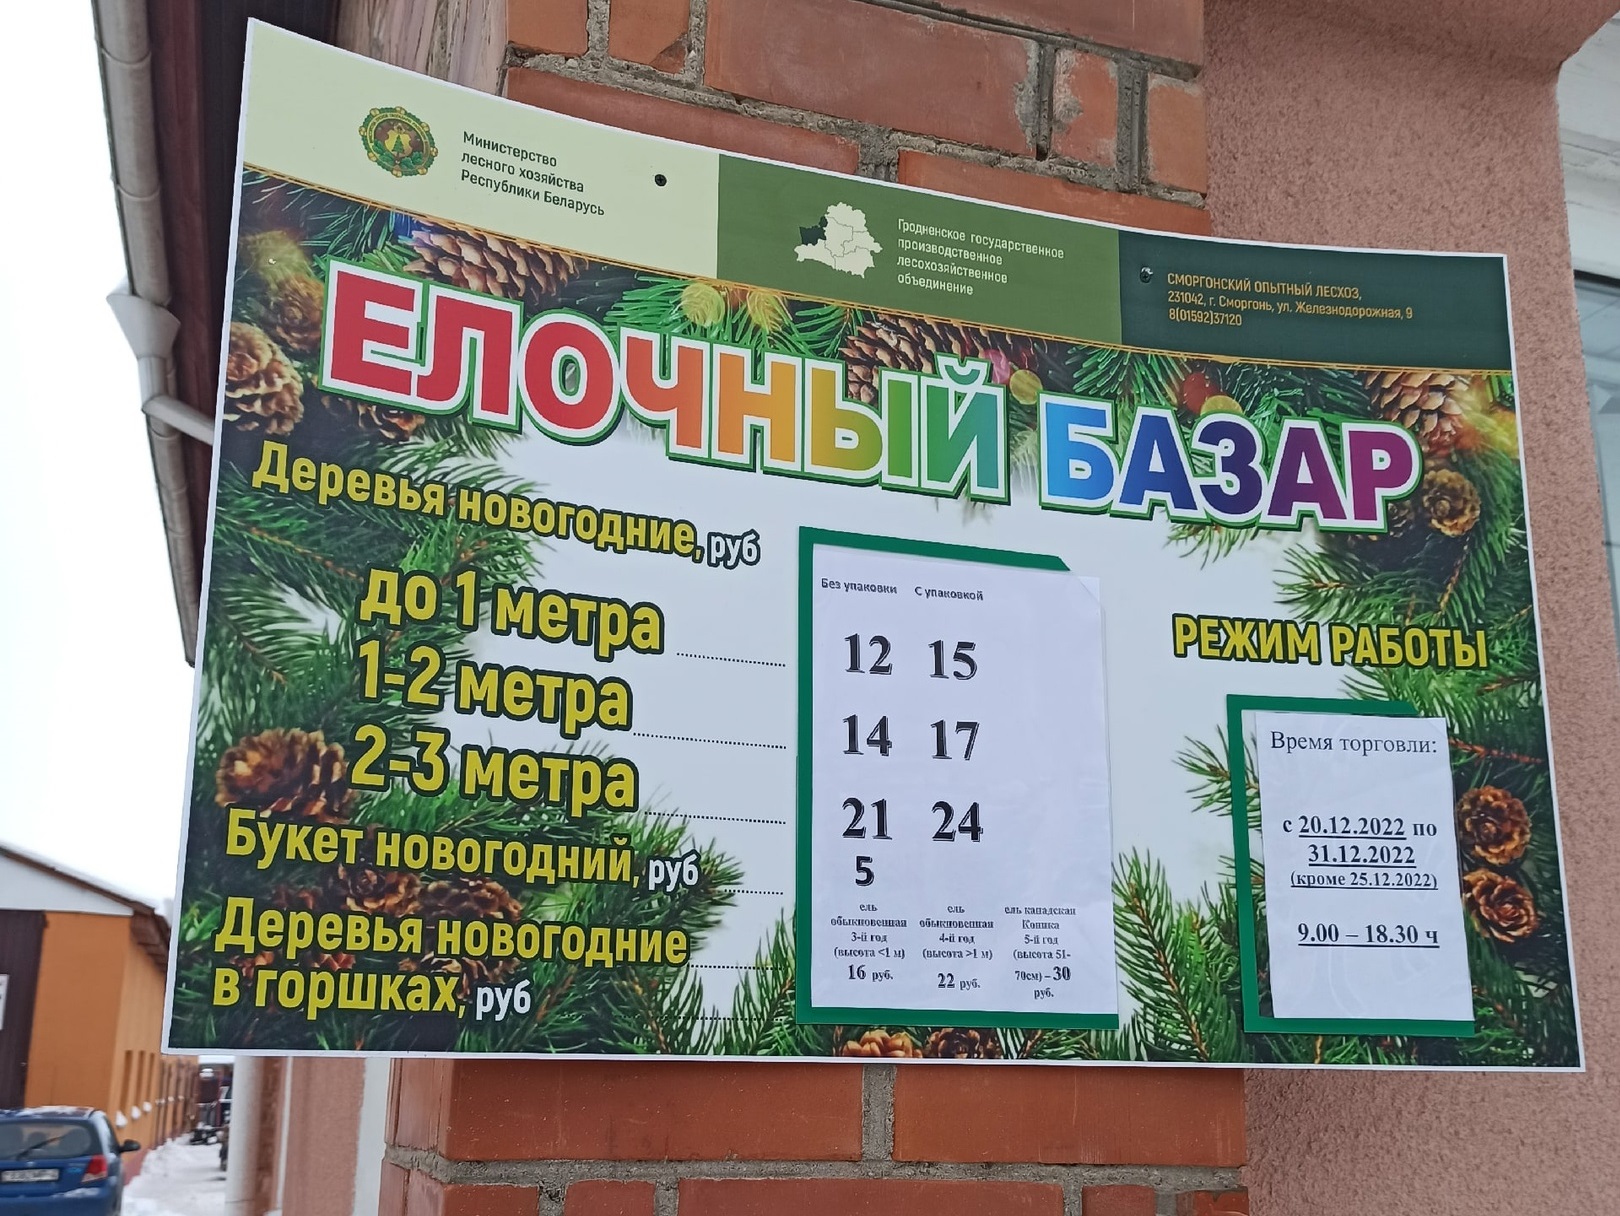 Министерство
лесного хозяйства
Республики Беларусь
Гродненское государственное
производственное
лесохозяйственное
объединение
СМОРГОНСКИЙ ОПЫТНЫЙ ЛЕСХОЗ,
231042, г. Сморгонь, ул. Железнодорожная, 9
8(01592)37120
ЕЛОЧНЫЙ БАЗАР
Деревья новогодние, руб
Без упаковки С упаковкой
до 1 метра 12 15
1-2 метра 14 17
2-3 метра 21 24
Букет новогодний, руб 5
Деревья новогодние
в горшках, руб
ель
обыкновенная
3-й год
(высота <1 м)
16 руб.
ель
обыкновенная
4-й год
(высота >1 м)
22 руб.
ель канадская
Коника
5-й год
(высота 51-
70см) – 30
руб.
РЕЖИМ РАБОТЫ
Время торговли:
с 20.12.2022 по
31.12.2022
(кроме 25.12.2022)
9.00 – 18.30 ч